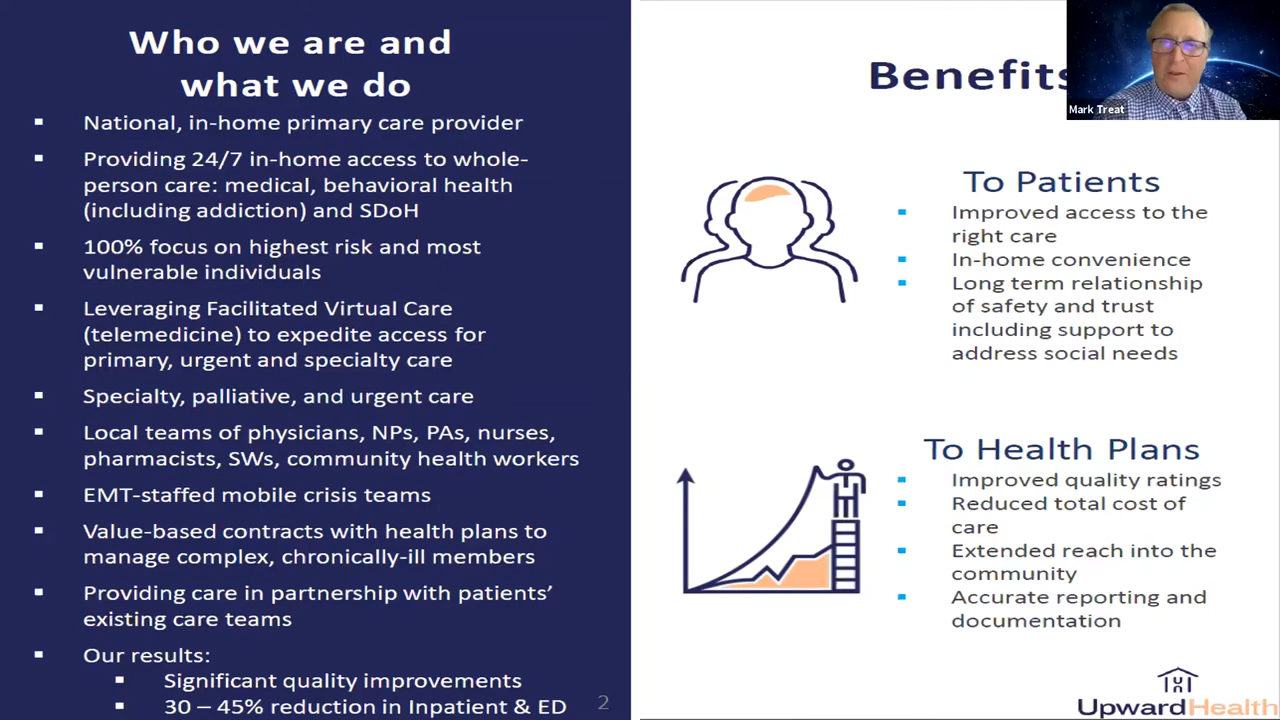 Who we are and
what we do
National, in-home primary care provider
Providing 24/7 in-home access to whole-
person care: medical, behavioral health
(including addiction) and SDoH
100% focus on highest risk and most
vulnerable individuals
Leveraging Facilitated Virtual Care
(telemedicine) to expedite access for
primary, urgent and specialty care
Specialty, palliative, and urgent care
Local teams of physicians, NPs, PAs, nurses,
pharmacists, SWs, community health workers
EMT-staffed mobile crisis teams
Value-based contracts with health plans to
manage complex, chronically-ill members
Providing care in partnership with patients’
existing care teams
Our results:
Significant quality improvements
30 – 45% reduction in Inpatient & ED
2
Benefits
Mark Treat
To Patients
Improved access to the
right care
In-home convenience
Long term relationship
of safety and trust
including support to
address social needs
To Health Plans
Improved quality ratings
Reduced total cost of
care
Extended reach into the
community
Accurate reporting and
documentation
UpwardHealth